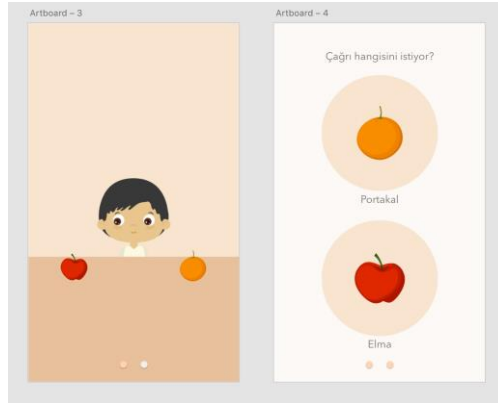 Artboard – 3
Artboard – 4
Çağrı hangisini istiyor?
Portakal
Elma